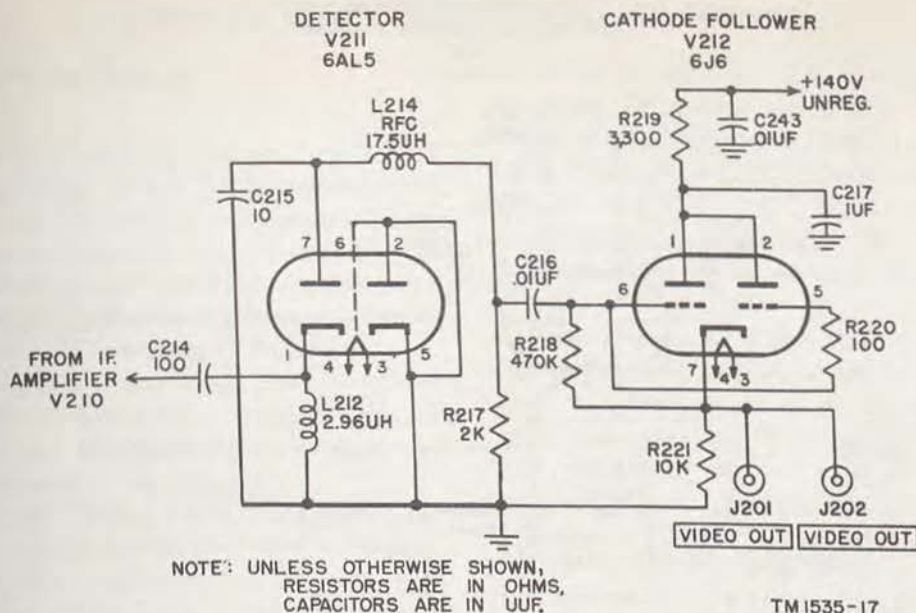 DETECTOR
V211
6AL5
CATHODE FOLLOWER
V212
6J6
+140V
UNREG.
L214
RFC
17.5UH
R219
3,300
C243
.01UF
C215
10
C217
.1UF
7
6
2
1
4
3
5
C216
.01UF
1
2
6
5
7
4
3
FROM I.F.
AMPLIFIER
V210
C214
100
R218
470K
R220
100
L212
2.96UH
R217
2K
R221
10K
J201
J202
VIDEO OUT
VIDEO OUT
NOTE: UNLESS OTHERWISE SHOWN,
RESISTORS ARE IN OHMS,
CAPACITORS ARE IN UUF.
TM1535-17